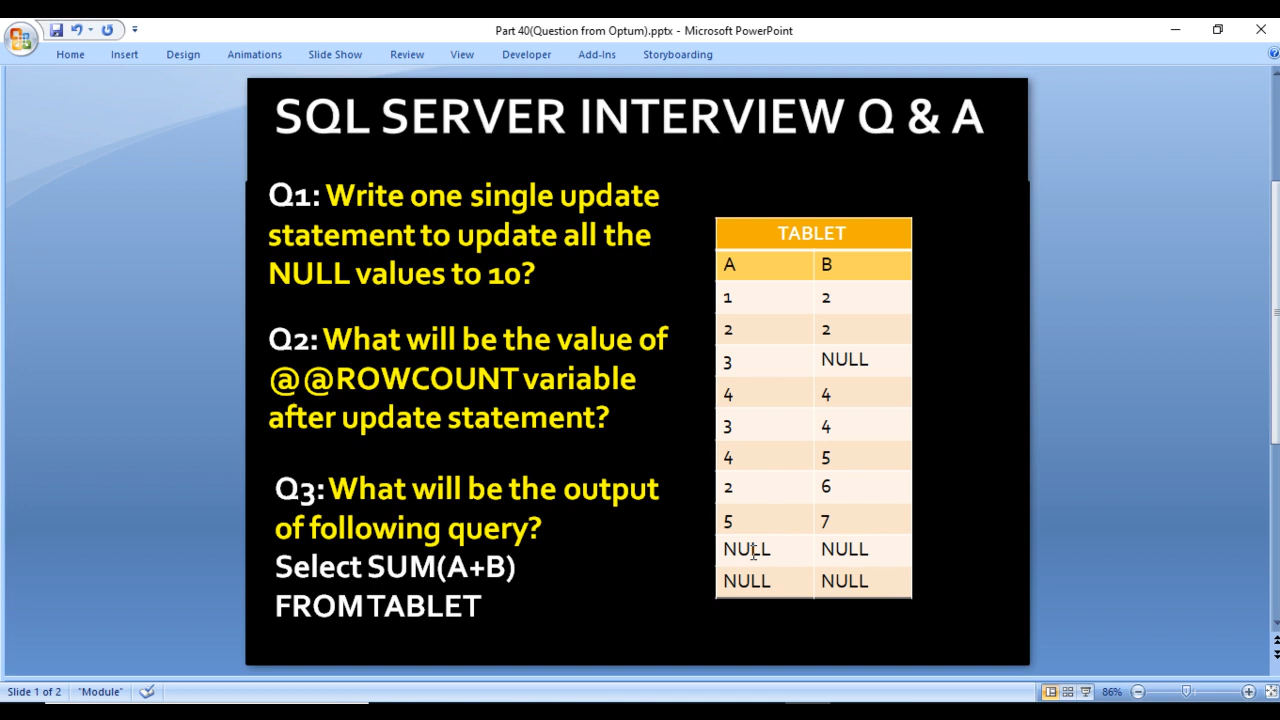 Part 40(Question from Optum).pptx - Microsoft PowerPoint
Home Insert Design Animations Slide Show Review View Developer Add-Ins Storyboarding
SQL SERVER INTERVIEW Q & A
Q1: Write one single update
statement to update all the
NULL values to 10?
Q2: What will be the value of
@@ROWCOUNT variable
after update statement?
Q3: What will be the output
of following query?
Select SUM(A+B)
FROM TABLET
TABLET
A B
1 2
2 2
3 NULL
4 4
3 4
4 5
2 6
5 7
NULL NULL
NULL NULL
Slide 1 of 2 "Module" 86%